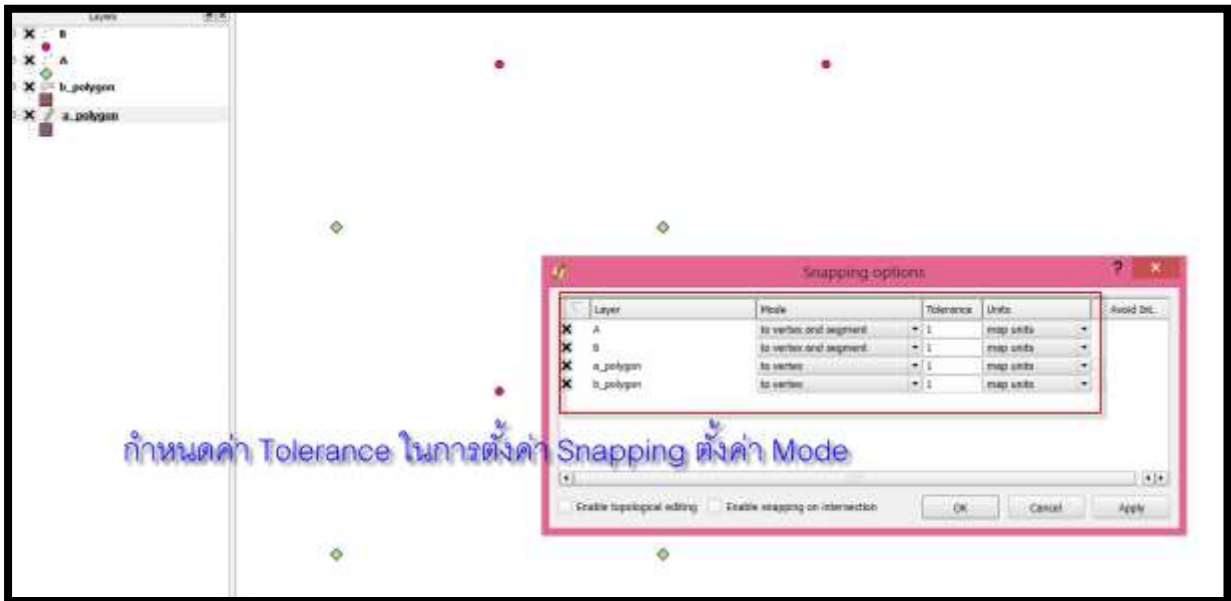 Layers
B
A
b_polygon
a_polygon
Snapping options
?
Layer Mode Tolerance Units Avoid Int.
A to vertex and segment 1 map units
B to vertex and segment 1 map units
a_polygon to vertex 1 map units
b_polygon to vertex 1 map units
กำหนดค่า Tolerance ในการตั้งค่า Snapping ตั้งค่า Mode
Enable topological editing Enable snapping on intersection OK Cancel Apply